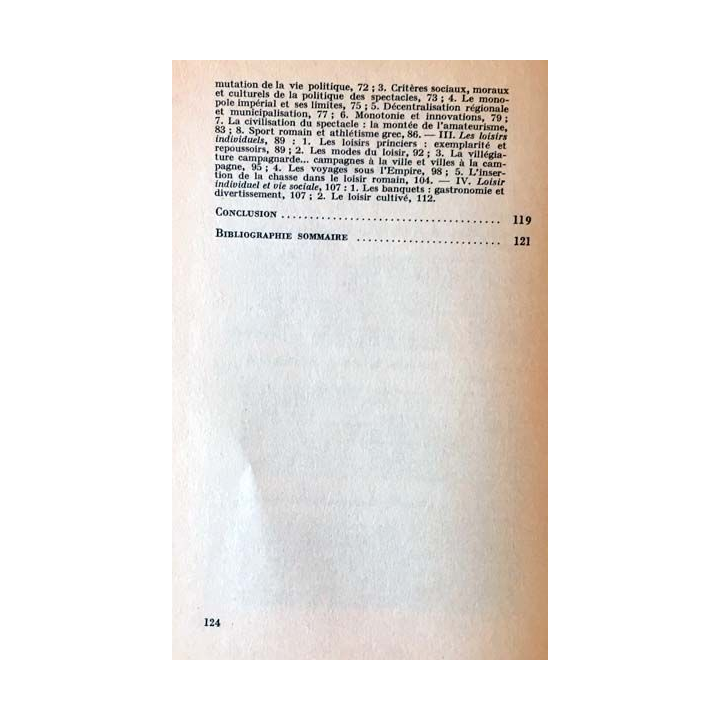 mutation de la vie politique, 72 ; 3. Critères sociaux, moraux
et culturels de la politique des spectacles, 73 ; 4. Le mono-
pole impérial et ses limites, 75 ; 5. Décentralisation régionale
et municipalisation, 77 ; 6. Monotonie et innovations, 79 ;
7. La civilisation du spectacle : la montée de l'amateurisme,
83 ; 8. Sport romain et athlétisme grec, 86. — III. Les loisirs
individuels, 89 : 1. Les loisirs princiers : exemplarité et
repoussoirs, 89 ; 2. Les modes du loisir, 92 ; 3. La villégia-
ture campagnarde... campagnes à la ville et villes à la cam-
pagne, 95 ; 4. Les voyages sous l'Empire, 98 ; 5. L'inser-
tion de la chasse dans le loisir romain, 104. — IV. Loisir
individuel et vie sociale, 107 : 1. Les banquets : gastronomie et
divertissement, 107 ; 2. Le loisir cultivé, 112.
CONCLUSION ..................................... 119
BIBLIOGRAPHIE SOMMAIRE ......................... 121
124